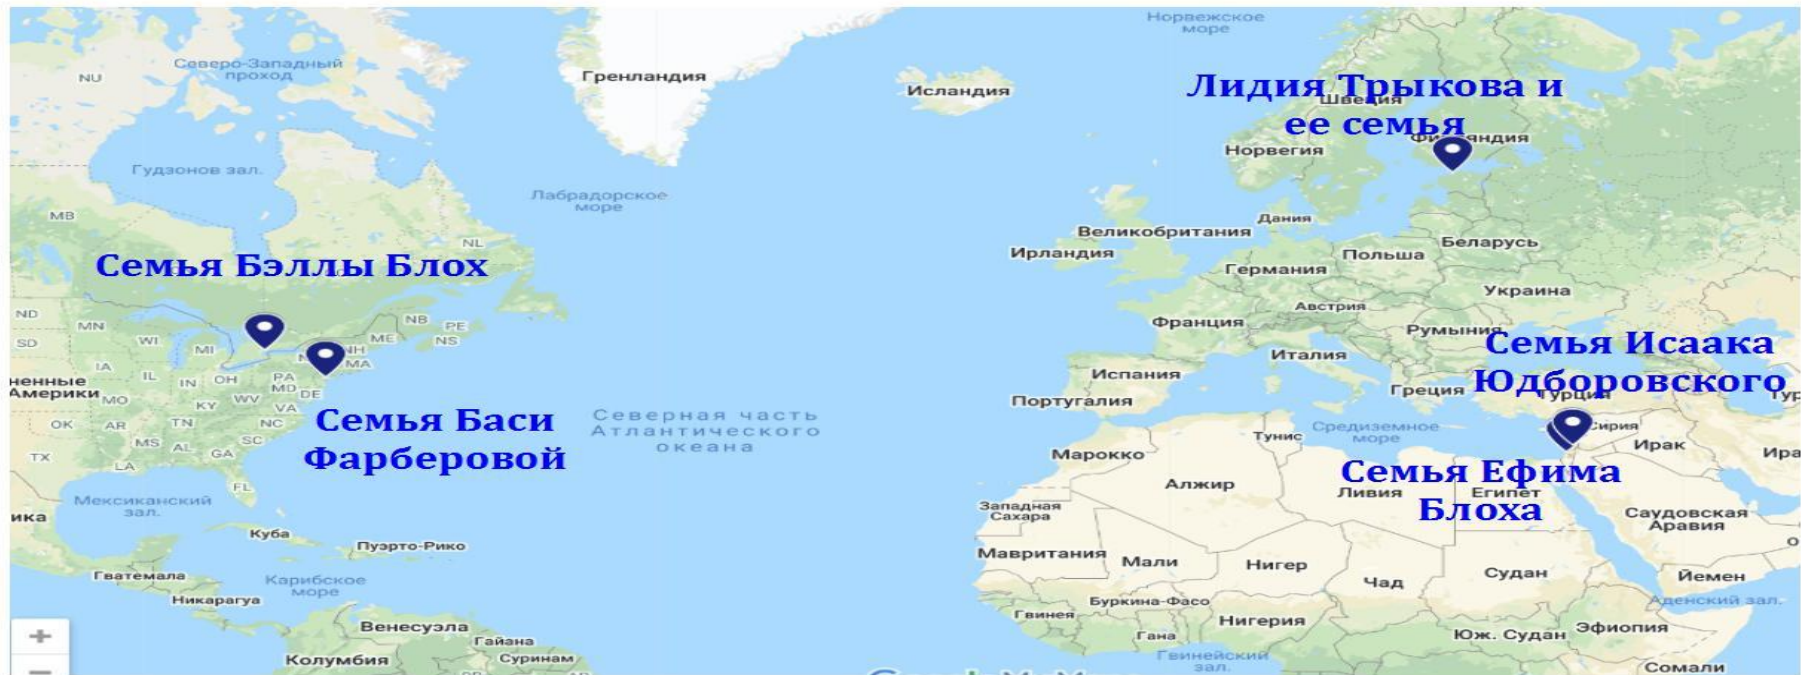 Норвежское
море
Северо-Западный
проход
NU
Гренландия
Исландия
Лидия Трыкова и
ее семья
Швеция
Норвегия
Гудзонов зал.
Лабрадорское
море
MB
NL
Дания
Великобритания
Ирландия
Беларусь
Польша
Германия
Семья Бэллы Блох
Украина
Австрия
ND
MN
NB
PE
Франция
Румыния
SD
WI
MI
ME
NH
NS
Италия
Семья Исаака
Юдборовского
IA
MA
IL
IN
OH
PA
MD
DE
ненные
Америки
MO
KY
WV
VA
Испания
Португалия
Греция
Турция
Семья Баси
Фарберовой
Северная часть
Атлантического
океана
OK
AR
TN
NC
MS
AL
GA
SC
TX
LA
FL
Средиземное
море
Тунис
Сирия
Ирак
Ира
Марокко
Семья Ефима
Блоха
Алжир
Ливия
Египет
Западная
Сахара
Саудовская
Аравия
Мексиканский
зал.
ика
Куба
Пуэрто-Рико
Мавритания
Мали
Нигер
Чад
Судан
Йемен
Гватемала
Карибское
море
Никарагуа
Буркина-Фасо
Аденский зал.
Гвинея
Нигерия
Гана
Юж. Судан
Эфиопия
Венесуэла
Гайана
Колумбия
Суринам
Гвинейский
зал.
Сомали